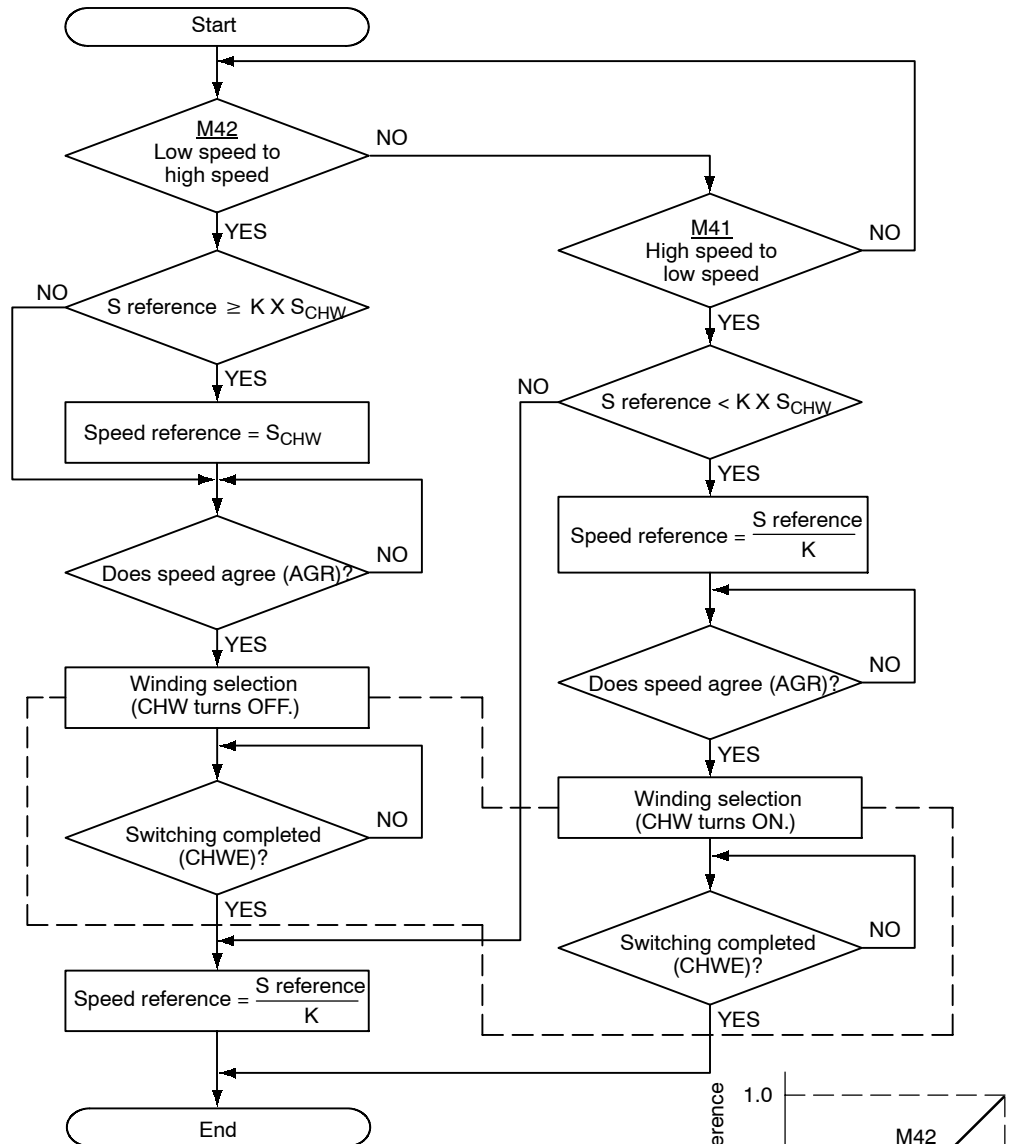 Start
M42
Low speed to
high speed
NO
YES
M41
High speed to
low speed
NO
YES
NO
S reference ≥ K X SCHW
YES
Speed reference = SCHW
NO
S reference < K X SCHW
YES
Speed reference = S reference
K
Does speed agree (AGR)?
NO
YES
Does speed agree (AGR)?
NO
YES
Winding selection
(CHW turns OFF.)
Switching completed
(CHWE)?
NO
YES
Winding selection
(CHW turns ON.)
Switching completed
(CHWE)?
NO
YES
Speed reference = S reference
K
End
1.0
M42